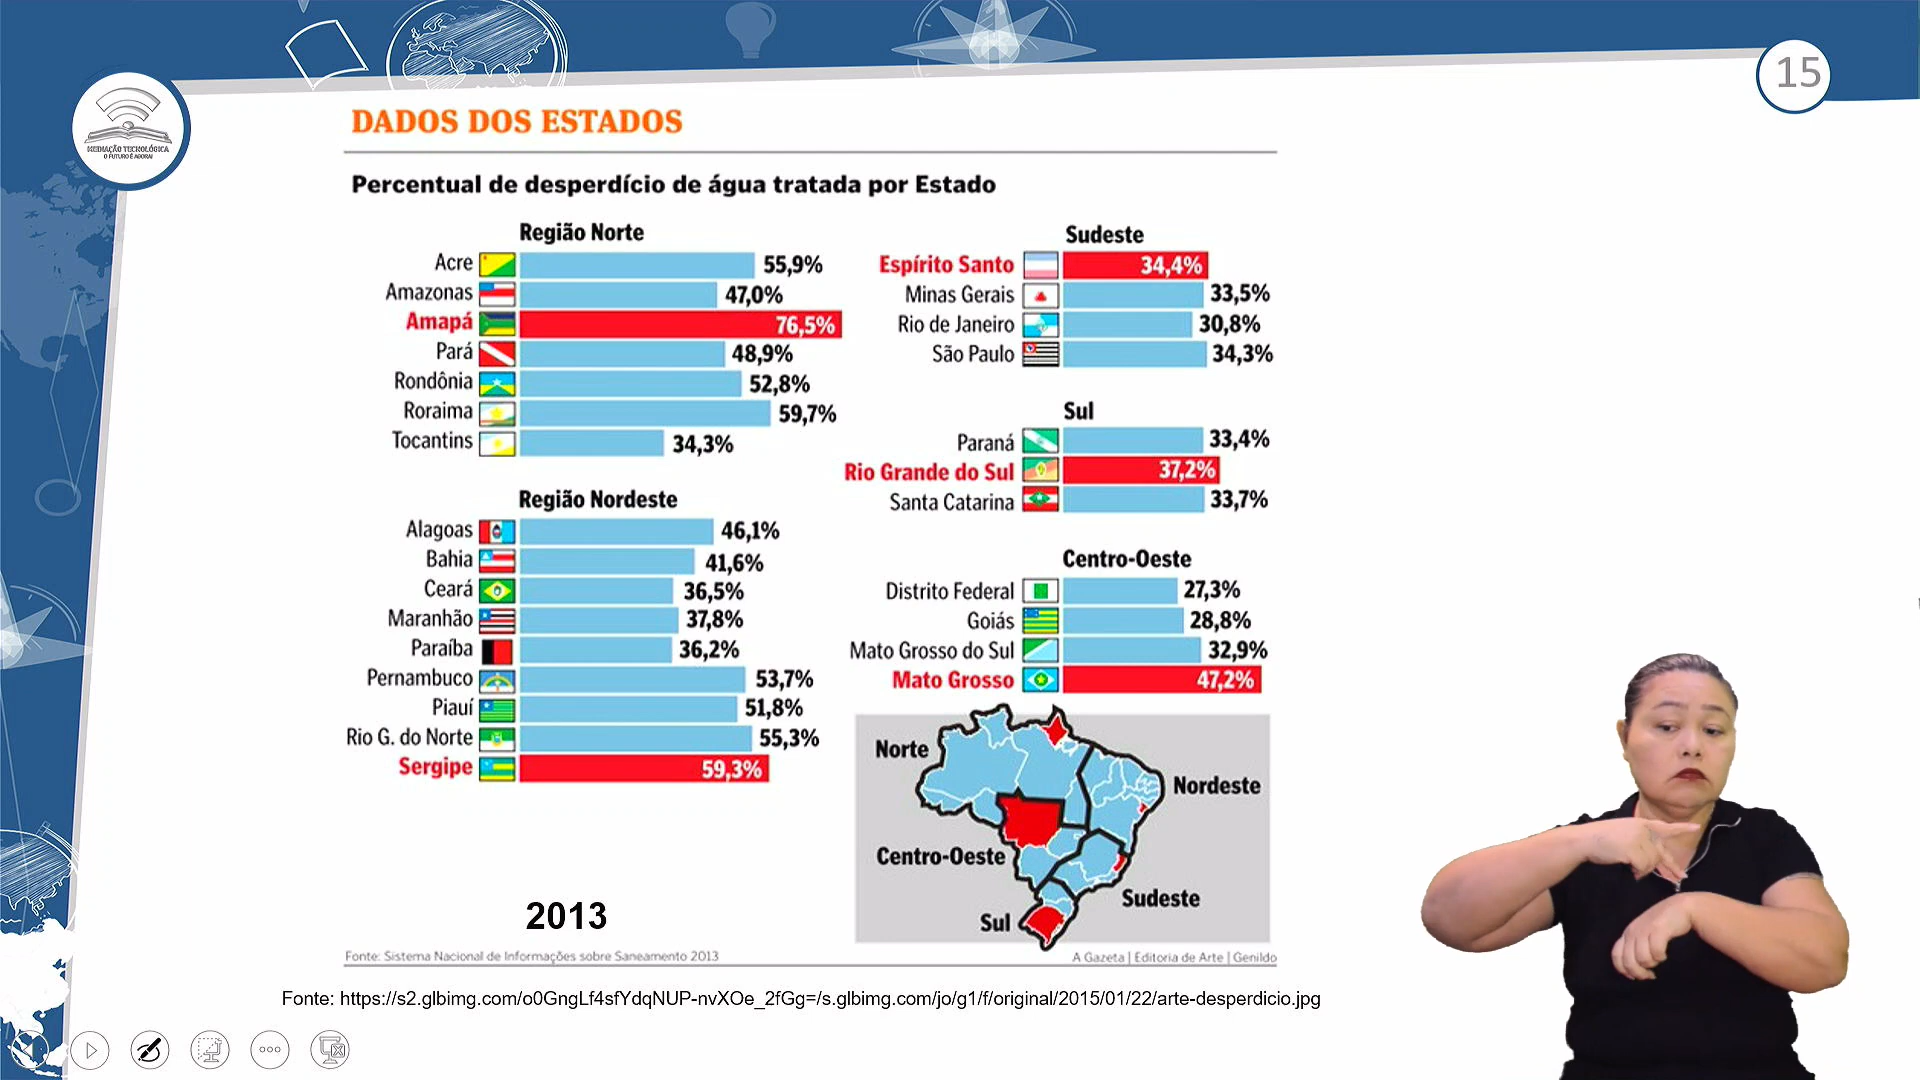 15
MEDIAÇÃO TECNOLÓGICA
O FUTURO É AGORA!
DADOS DOS ESTADOS
Percentual de desperdício de água tratada por Estado
Região Norte
Acre 55,9%
Amazonas 47,0%
Amapá 76,5%
Pará 48,9%
Rondônia 52,8%
Roraima 59,7%
Tocantins 34,3%
Região Nordeste
Alagoas 46,1%
Bahia 41,6%
Ceará 36,5%
Maranhão 37,8%
Paraíba 36,2%
Pernambuco 53,7%
Piauí 51,8%
Rio G. do Norte 55,3%
Sergipe 59,3%
Sudeste
Espírito Santo 34,4%
Minas Gerais 33,5%
Rio de Janeiro 30,8%
São Paulo 34,3%
Sul
Paraná 33,4%
Rio Grande do Sul 37,2%
Santa Catarina 33,7%
Centro-Oeste
Distrito Federal 27,3%
Goiás 28,8%
Mato Grosso do Sul 32,9%
Mato Grosso 47,2%
Norte
Nordeste
Centro-Oeste
Sudeste
Sul
2013
Fonte: Sistema Nacional de Informações sobre Saneamento 2013
A Gazeta | Editoria de Arte | Genildo
Fonte: https://s2.glbimg.com/o0GngLf4sfYdqNUP-nvXOe_2fGg=/s.glbimg.com/jo/g1/f/original/2015/01/22/arte-desperdicio.jpg